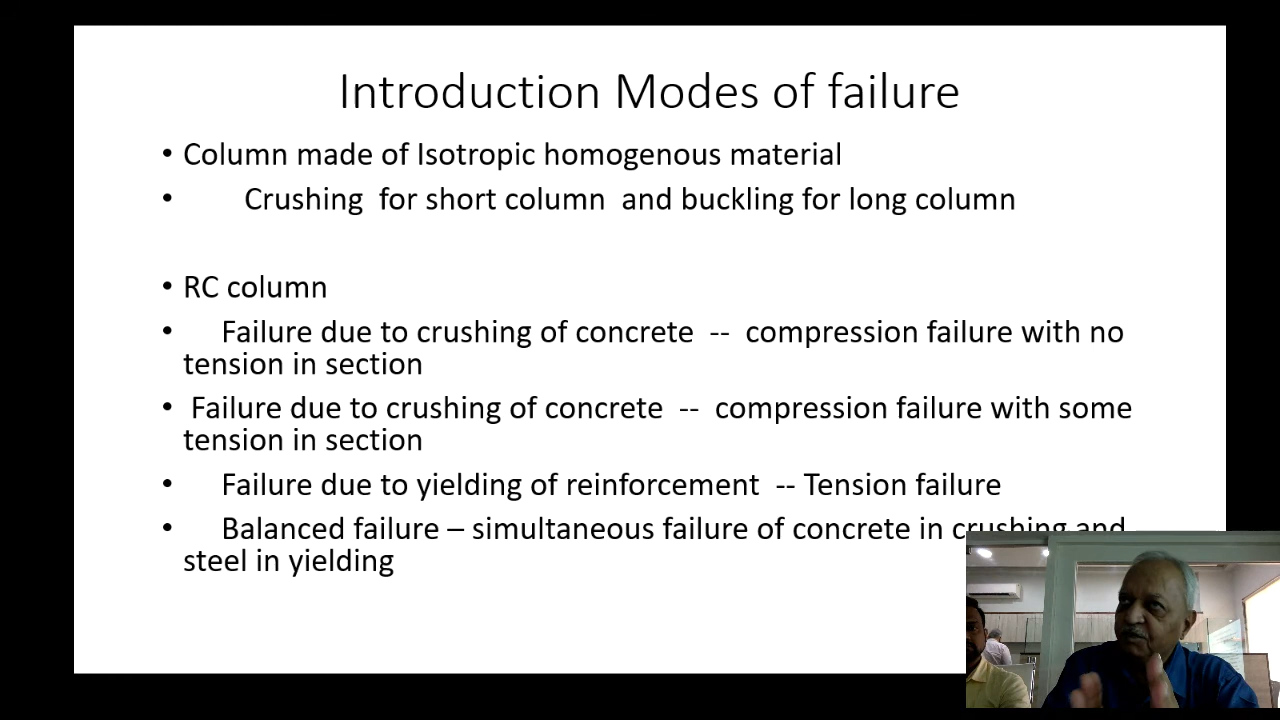 Introduction Modes of failure
• Column made of Isotropic homogenous material
• Crushing for short column and buckling for long column
• RC column
• Failure due to crushing of concrete -- compression failure with no
tension in section
• Failure due to crushing of concrete -- compression failure with some
tension in section
• Failure due to yielding of reinforcement -- Tension failure
• Balanced failure – simultaneous failure of concrete in crushing and
steel in yielding